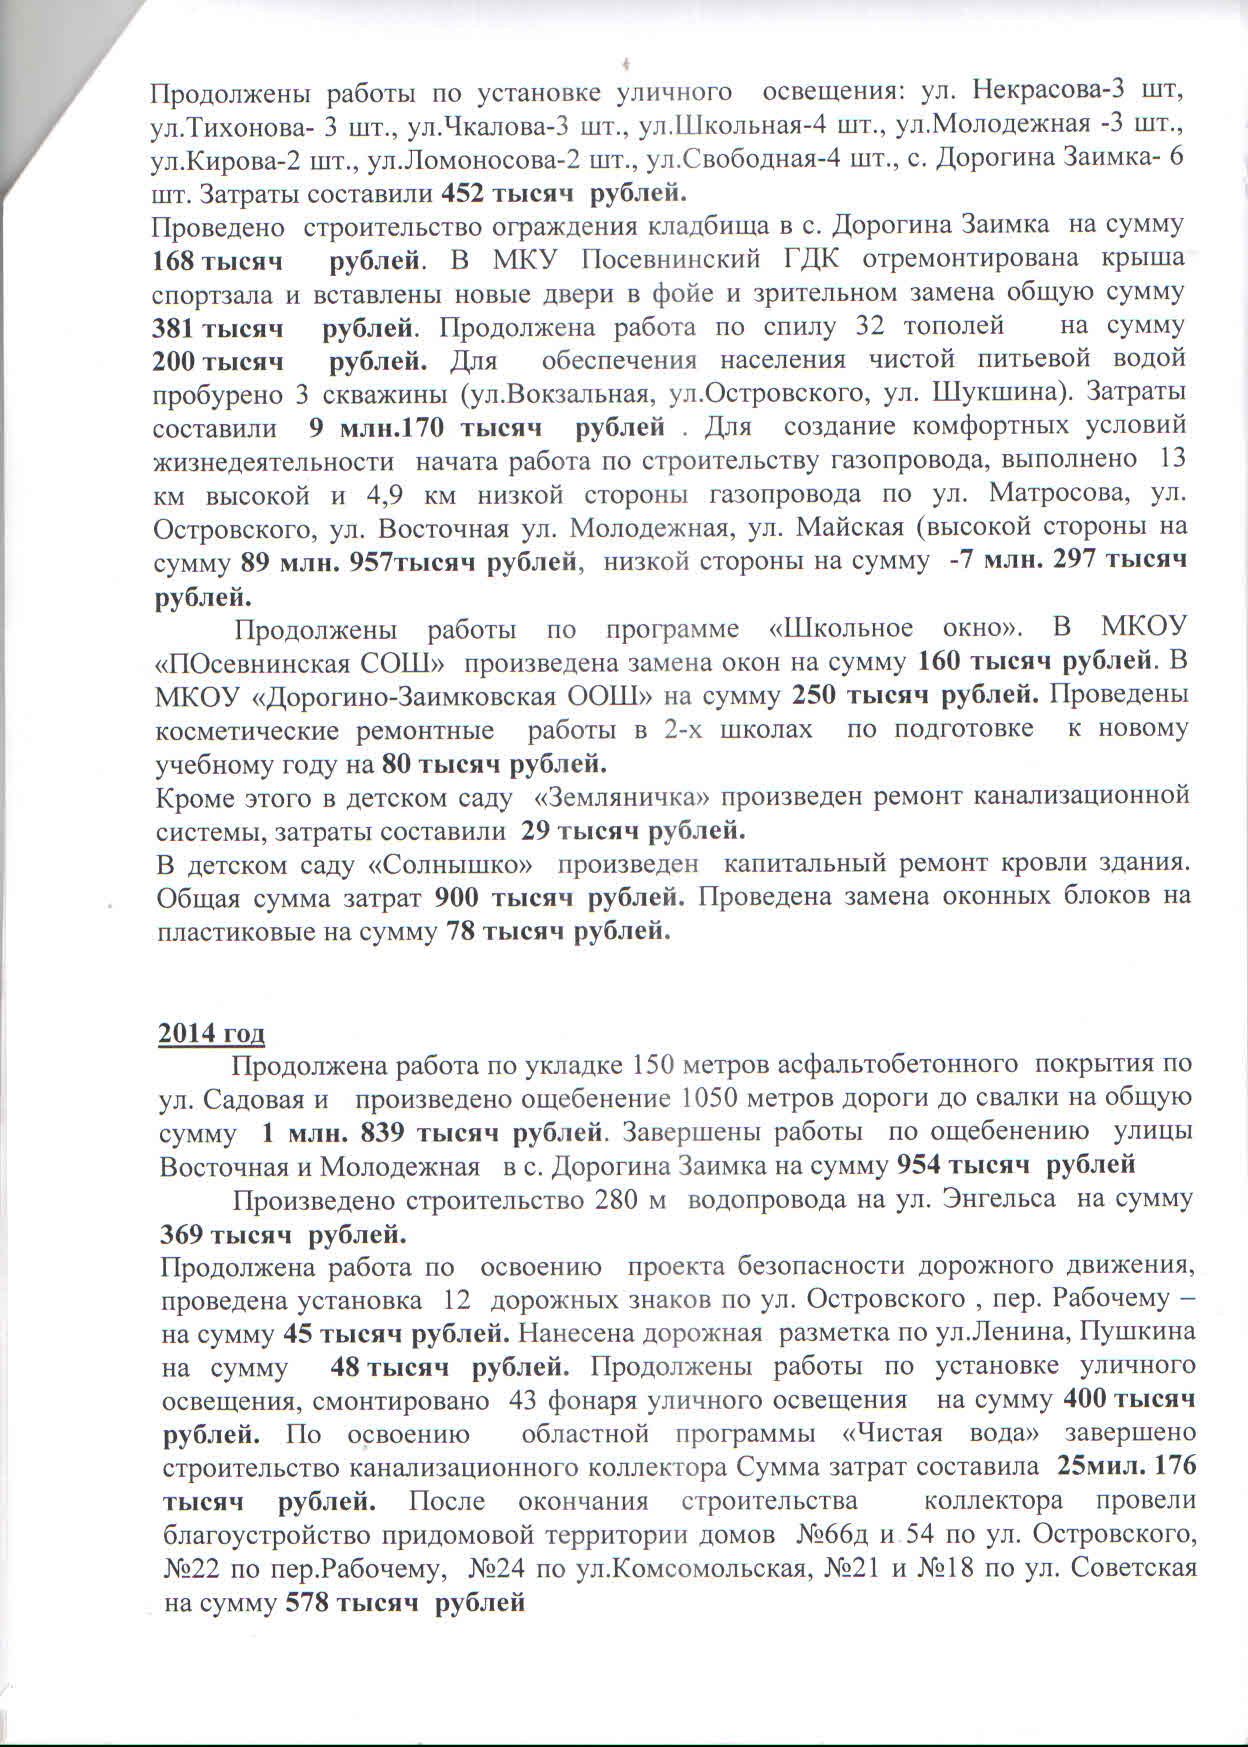 Продолжены работы по установке уличного освещения: ул. Некрасова-3 шт,
ул.Тихонова- 3 шт., ул.Чкалова-3 шт., ул.Школьная-4 шт., ул.Молодежная -3 шт.,
ул.Кирова-2 шт., ул.Ломоносова-2 шт., ул.Свободная-4 шт., с. Дорогина Заимка- 6
шт. Затраты составили 452 тысяч рублей.
Проведено строительство ограждения кладбища в с. Дорогина Заимка на сумму
168 тысяч рублей. В МКУ Посевнинский ГДК отремонтирована крыша
спортзала и вставлены новые двери в фойе и зрительном замена общую сумму
381 тысяч рублей. Продолжена работа по спилу 32 тополей на сумму
200 тысяч рублей. Для обеспечения населения чистой питьевой водой
пробурено 3 скважины (ул.Вокзальная, ул.Островского, ул. Шукшина). Затраты
составили 9 млн.170 тысяч рублей . Для создание комфортных условий
жизнедеятельности начата работа по строительству газопровода, выполнено 13
км высокой и 4,9 км низкой стороны газопровода по ул. Матросова, ул.
Островского, ул. Восточная ул. Молодежная, ул. Майская (высокой стороны на
сумму 89 млн. 957тысяч рублей, низкой стороны на сумму -7 млн. 297 тысяч
рублей.
Продолжены работы по программе «Школьное окно». В МКОУ
«ПОсевнинская СОШ» произведена замена окон на сумму 160 тысяч рублей. В
МКОУ «Дорогино-Заимковская ООШ» на сумму 250 тысяч рублей. Проведены
косметические ремонтные работы в 2-х школах по подготовке к новому
учебному году на 80 тысяч рублей.
Кроме этого в детском саду «Земляничка» произведен ремонт канализационной
системы, затраты составили 29 тысяч рублей.
В детском саду «Солнышко» произведен капитальный ремонт кровли здания.
Общая сумма затрат 900 тысяч рублей. Проведена замена оконных блоков на
пластиковые на сумму 78 тысяч рублей.
2014 год
Продолжена работа по укладке 150 метров асфальтобетонного покрытия по
ул. Садовая и произведено ощебенение 1050 метров дороги до свалки на общую
сумму 1 млн. 839 тысяч рублей. Завершены работы по ощебенению улицы
Восточная и Молодежная в с. Дорогина Заимка на сумму 954 тысяч рублей
Произведено строительство 280 м водопровода на ул. Энгельса на сумму
369 тысяч рублей.
Продолжена работа по освоению проекта безопасности дорожного движения,
проведена установка 12 дорожных знаков по ул. Островского , пер. Рабочему –
на сумму 45 тысяч рублей. Нанесена дорожная разметка по ул.Ленина, Пушкина
на сумму 48 тысяч рублей. Продолжены работы по установке уличного
освещения, смонтировано 43 фонаря уличного освещения на сумму 400 тысяч
рублей. По освоению областной программы «Чистая вода» завершено
строительство канализационного коллектора Сумма затрат составила 25мил. 176
тысяч рублей. После окончания строительства коллектора провели
благоустройство придомовой территории домов №66д и 54 по ул. Островского,
№22 по пер.Рабочему, №24 по ул.Комсомольская, №21 и №18 по ул. Советская
на сумму 578 тысяч рублей